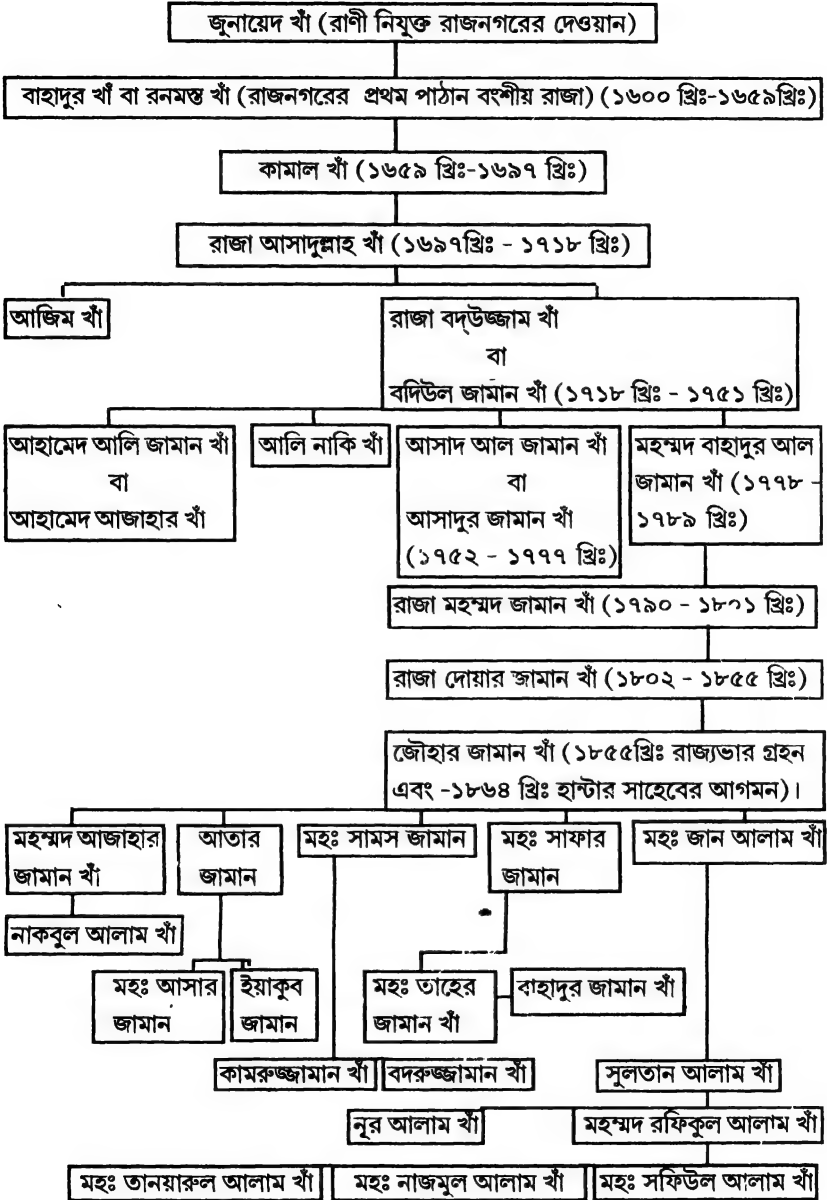 জুনায়েদ খাঁ (রাণী নিযুক্ত রাজনগরের দেওয়ান)
বাহাদুর খাঁ বা রনমস্ত খাঁ (রাজনগরের প্রথম পাঠান বংশীয় রাজা) (১৬০০ খ্রিঃ-১৬৫৯খ্রিঃ)
কামাল খাঁ (১৬৫৯ খ্রিঃ-১৬৯৭ খ্রিঃ)
রাজা আসাদুল্লাহ খাঁ (১৬৯৭খ্রিঃ - ১৭১৮ খ্রিঃ)
আজিম খাঁ
রাজা বদ্উজ্জাম খাঁ
বা
বদিউল জামান খাঁ (১৭১৮ খ্রিঃ - ১৭৫১ খ্রিঃ)
আহামেদ আলি জামান খাঁ
বা
আহামেদ আজাহার খাঁ
আলি নাকি খাঁ
আসাদ আল জামান খাঁ
বা
আসাদুর জামান খাঁ
(১৭৫২ - ১৭৭৭ খ্রিঃ)
মহম্মদ বাহাদুর আল
জামান খাঁ (১৭৭৮ -
১৭৮৯ খ্রিঃ)
রাজা মহম্মদ জামান খাঁ (১৭৯০ - খ্রিঃ)
রাজা দোয়ার জামান খাঁ (১৮০২ - ১৮৫৫ খ্রিঃ)
জৌহার জামান খাঁ (১৮৫৫খ্রিঃ রাজ্যভার গ্রহন
এবং -১৮৬৪ খ্রিঃ হান্টার সাহেবের আগমন)।
মহম্মদ আজাহার
জামান খাঁ
আতার
জামান
মহঃ সামস জামান
মহঃ সাফার
জামান
মহঃ জান আলাম খাঁ
নাকবুল আলাম খাঁ
মহঃ আসার
জামান
ইয়াকুব
জামান
মহঃ তাহের
জামান খাঁ
বাহাদুর জামান খাঁ
কামরুজ্জামান খাঁ
বদরুজ্জামান খাঁ
সুলতান আলাম খাঁ
নূর আলাম খাঁ
মহম্মদ রফিকুল আলাম খাঁ
মহঃ তানয়ারুল আলাম খাঁ
মহঃ নাজমুল আলাম খাঁ
মহঃ সফিউল আলাম খাঁ